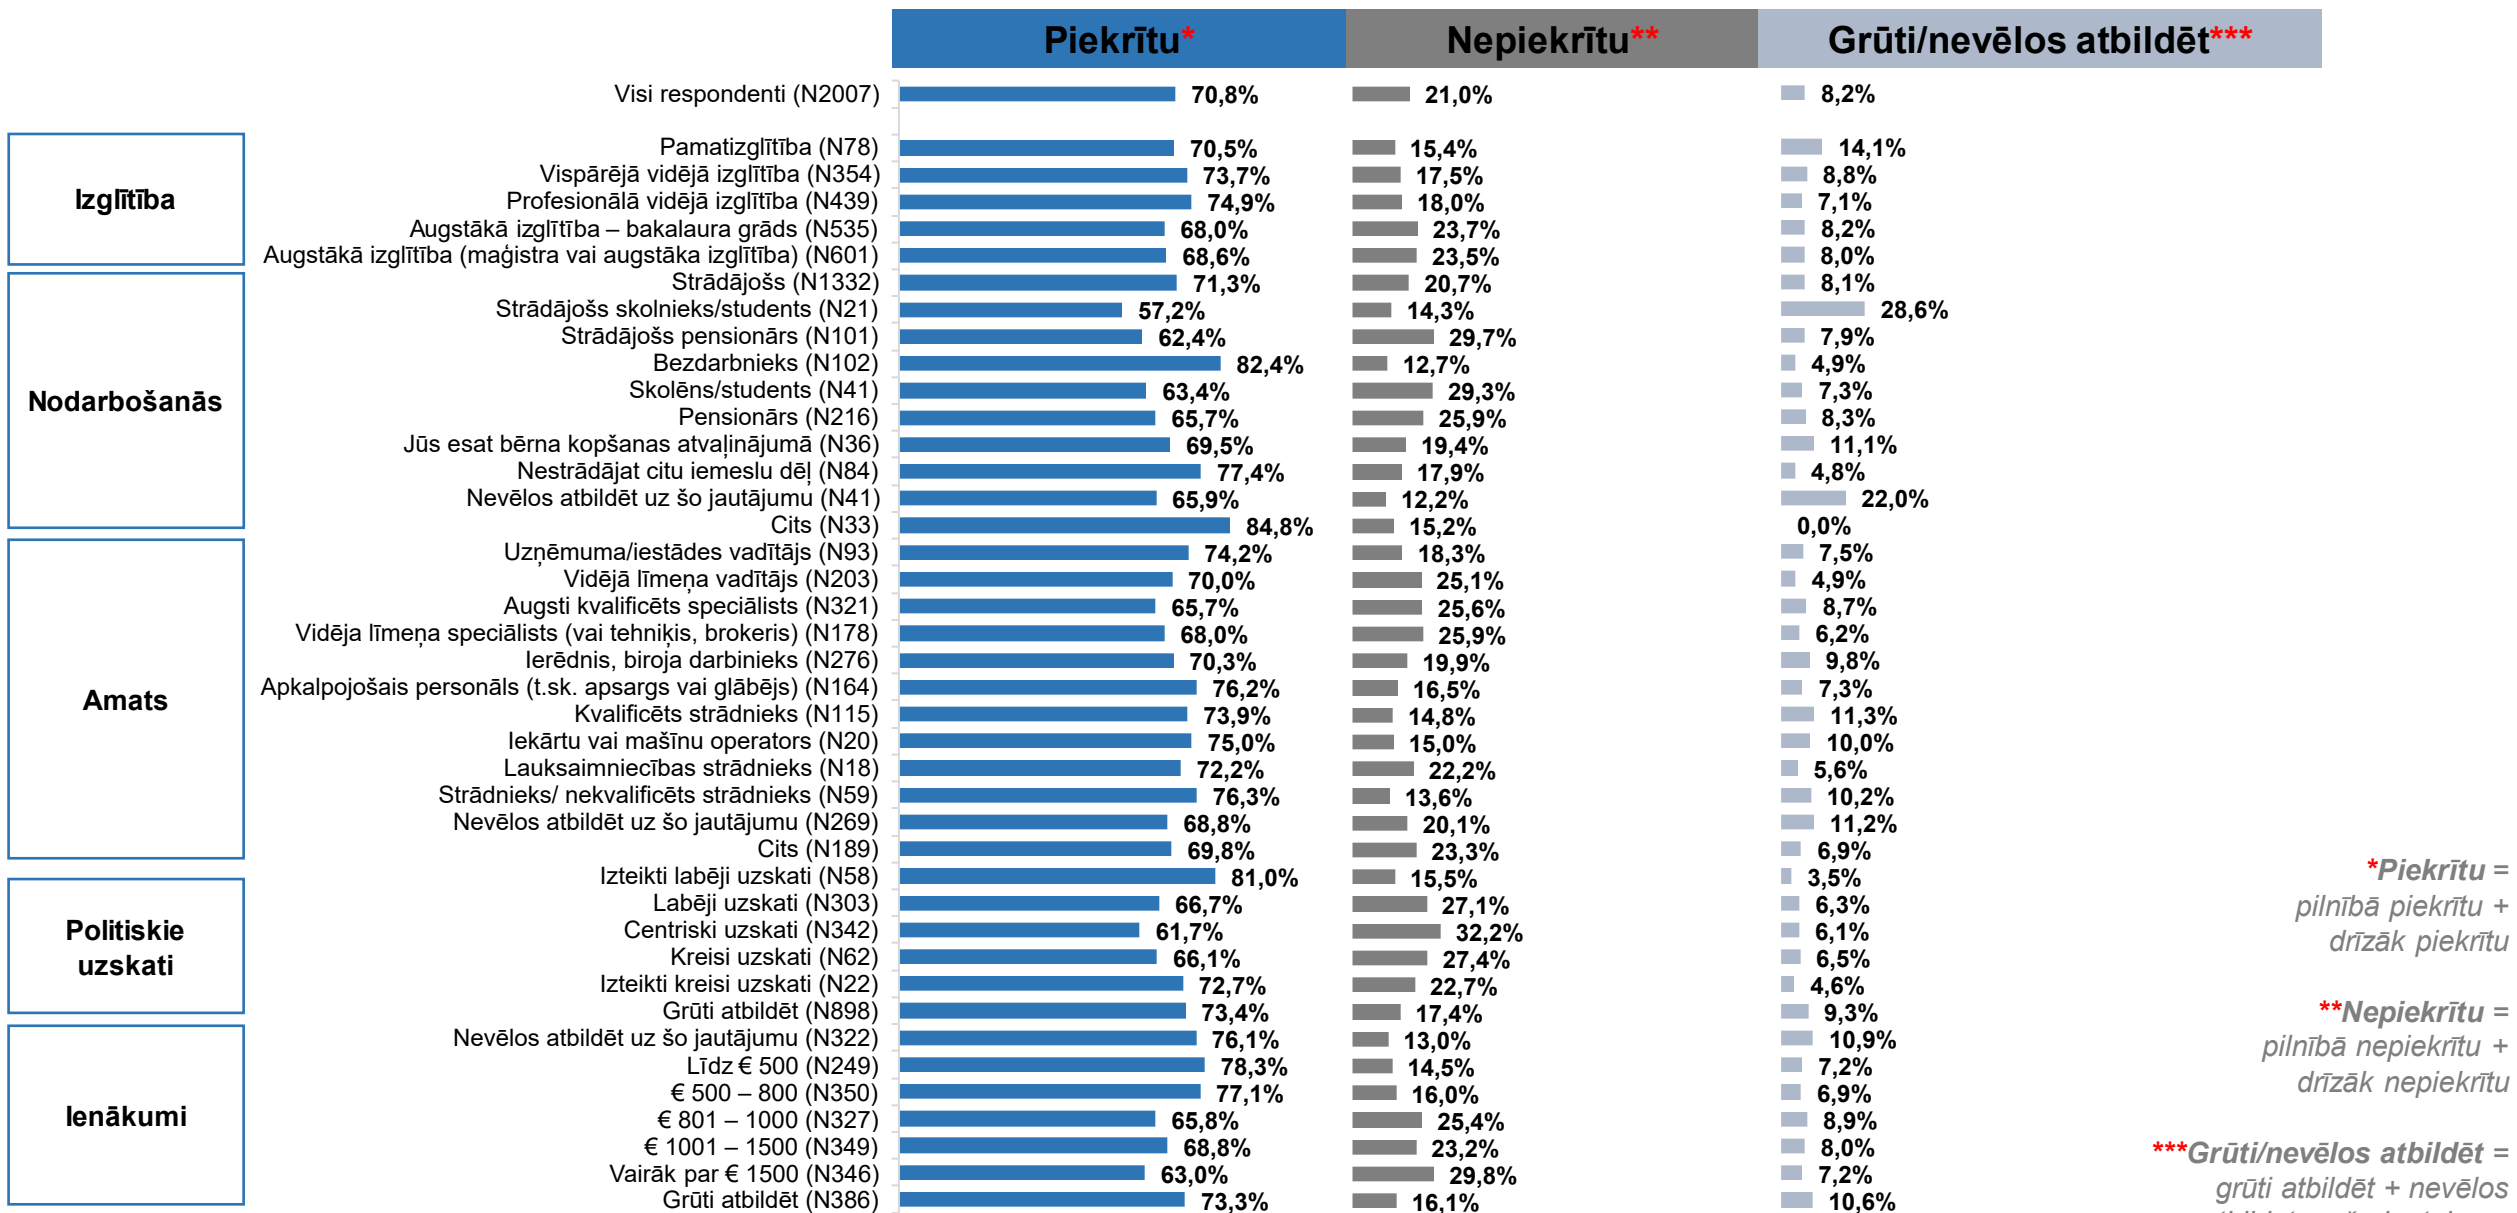 Piekrītu* Nepiekrītu** Grūti/nevēlos atbildēt***
Visi respondenti (N2007) 70,8% 21,0% 8,2%
Izglītība
Pamatizglītība (N78) 70,5% 15,4% 14,1%
Vispārējā vidējā izglītība (N354) 73,7% 17,5% 8,8%
Profesionālā vidējā izglītība (N439) 74,9% 18,0% 7,1%
Augstākā izglītība – bakalaura grāds (N535) 68,0% 23,7% 8,2%
Augstākā izglītība (maģistra vai augstāka izglītība) (N601) 68,6% 23,5% 8,0%
Nodarbošanās
Strādājošs (N1332) 71,3% 20,7% 8,1%
Strādājošs skolnieks/students (N21) 57,2% 14,3% 28,6%
Strādājošs pensionārs (N101) 62,4% 29,7% 7,9%
Bezdarbnieks (N102) 82,4% 12,7% 4,9%
Skolēns/students (N41) 63,4% 29,3% 7,3%
Pensionārs (N216) 65,7% 25,9% 8,3%
Jūs esat bērna kopšanas atvaļinājumā (N36) 69,5% 19,4% 11,1%
Nestrādājat citu iemeslu dēļ (N84) 77,4% 17,9% 4,8%
Nevēlos atbildēt uz šo jautājumu (N41) 65,9% 12,2% 22,0%
Cits (N33) 84,8% 15,2% 0,0%
Amats
Uzņēmuma/iestādes vadītājs (N93) 74,2% 18,3% 7,5%
Vidējā līmeņa vadītājs (N203) 70,0% 25,1% 4,9%
Augsti kvalificēts speciālists (N321) 65,7% 25,6% 8,7%
Vidēja līmeņa speciālists (vai tehniķis, brokeris) (N178) 68,0% 25,9% 6,2%
Ierēdnis, biroja darbinieks (N276) 70,3% 19,9% 9,8%
Apkalpojošais personāls (t.sk. apsargs vai glābējs) (N164) 76,2% 16,5% 7,3%
Kvalificēts strādnieks (N115) 73,9% 14,8% 11,3%
Iekārtu vai mašīnu operators (N20) 75,0% 15,0% 10,0%
Lauksaimniecības strādnieks (N18) 72,2% 22,2% 5,6%
Strādnieks/ nekvalificēts strādnieks (N59) 76,3% 13,6% 10,2%
Nevēlos atbildēt uz šo jautājumu (N269) 68,8% 20,1% 11,2%
Cits (N189) 69,8% 23,3% 6,9%
Politiskie
uzskati
Izteikti labēji uzskati (N58) 81,0% 15,5% 3,5%
Labēji uzskati (N303) 66,7% 27,1% 6,3%
Centriski uzskati (N342) 61,7% 32,2% 6,1%
Kreisi uzskati (N62) 66,1% 27,4% 6,5%
Izteikti kreisi uzskati (N22) 72,7% 22,7% 4,6%
Grūti atbildēt (N898) 73,4% 17,4% 9,3%
Ienākumi
Nevēlos atbildēt uz šo jautājumu (N322) 76,1% 13,0% 10,9%
Līdz € 500 (N249) 78,3% 14,5% 7,2%
€ 500 – 800 (N350) 77,1% 16,0% 6,9%
€ 801 – 1000 (N327) 65,8% 25,4% 8,9%
€ 1001 – 1500 (N349) 68,8% 23,2% 8,0%
Vairāk par € 1500 (N346) 63,0% 29,8% 7,2%
Grūti atbildēt (N386) 73,3% 16,1% 10,6%
*Piekrītu =
pilnībā piekrītu +
drīzāk piekrītu
**Nepiekrītu =
pilnībā nepiekrītu +
drīzāk nepiekrītu
***Grūti/nevēlos atbildēt =
grūti atbildēt + nevēlos